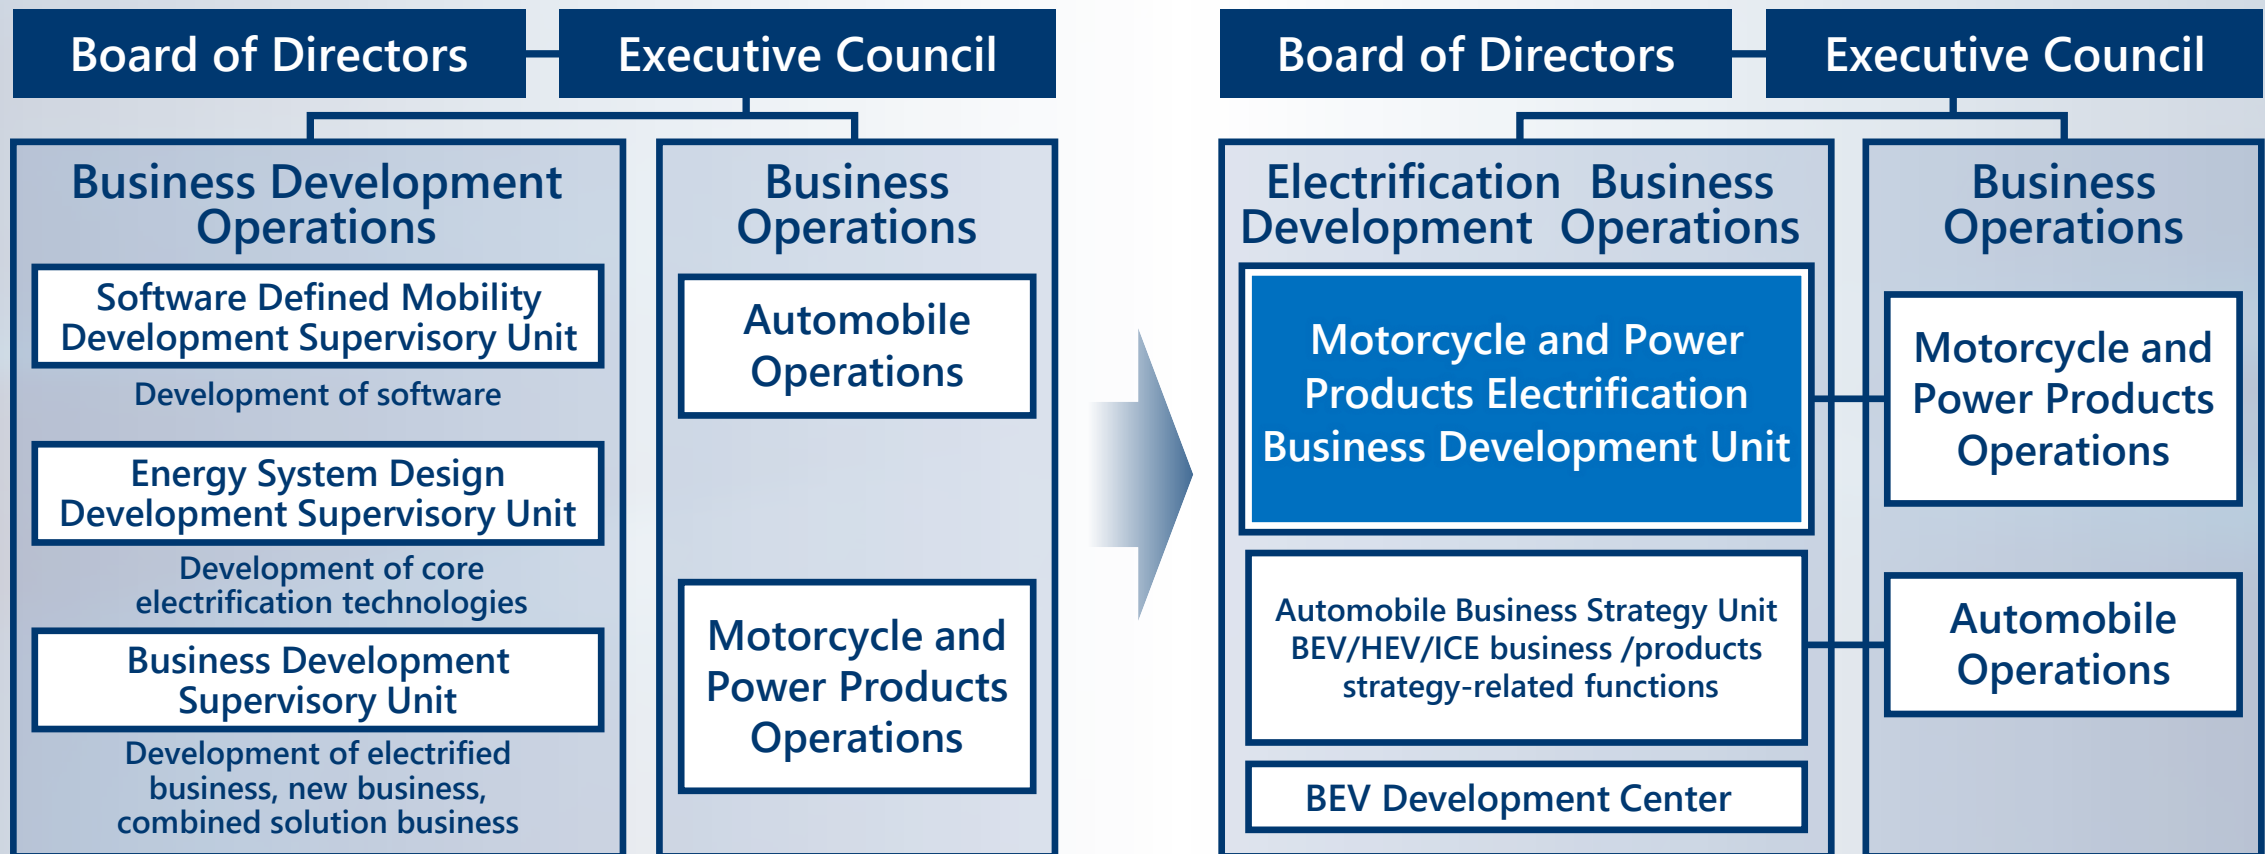 Board of Directors
Executive Council
Business Development
Operations
Software Defined Mobility
Development Supervisory Unit
Development of software
Energy System Design
Development Supervisory Unit
Development of core
electrification technologies
Business Development
Supervisory Unit
Development of electrified
business, new business,
combined solution business
Business
Operations
Automobile
Operations
Motorcycle and
Power Products
Operations
Board of Directors
Executive Council
Electrification Business
Development Operations
Motorcycle and Power
Products Electrification
Business Development Unit
Automobile Business Strategy Unit
BEV/HEV/ICE business /products
strategy-related functions
BEV Development Center
Business
Operations
Motorcycle and
Power Products
Operations
Automobile
Operations